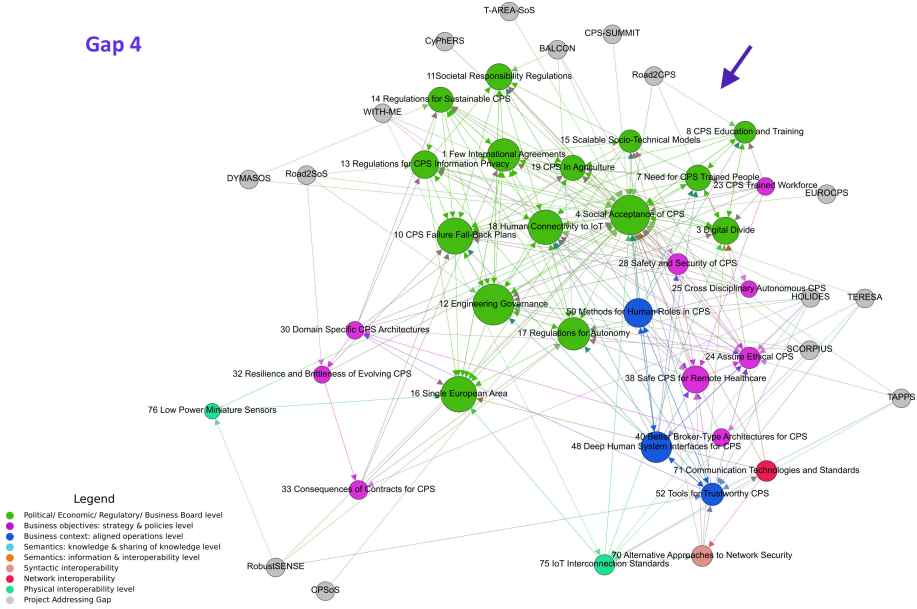 T-AREA-SoS
Gap 4
CyPhERS
BALCON
CPS-SUMMIT
11Societal Responsibility Regulations
Road2CPS
14 Regulations for Sustainable CPS
WITH-ME
15 Scalable Socio-Technical Models
8 CPS Education and Training
1 Few International Agreements
13 Regulations for CPS Information Privacy
19 CPS In Agriculture
DYMASOS
Road2SoS
7 Need for CPS Trained People
23 CPS Trained Workforce
EUROCPS
4 Social Acceptance of CPS
18 Human Connectivity to IoT
10 CPS Failure Fall-Back Plans
3 Digital Divide
28 Safety and Security of CPS
25 Cross Disciplinary Autonomous CPS
HOLIDES
TERESA
12 Engineering Governance
50 Methods for Human Roles in CPS
30 Domain Specific CPS Architectures
17 Regulations for Autonomy
SCORPIUS
24 Assure Ethical CPS
32 Resilience and Brittleness of Evolving CPS
38 Safe CPS for Remote Healthcare
16 Single European Area
TAPPS
76 Low Power Miniature Sensors
40 Better Broker-Type Architectures for CPS
48 Deep Human System Interfaces for CPS
71 Communication Technologies and Standards
33 Consequences of Contracts for CPS
52 Tools for Trustworthy CPS
70 Alternative Approaches to Network Security
75 IoT Interconnection Standards
RobustSENSE
CPSoS
Legend
Political/ Economic/ Regulatory/ Business Board level
Business objectives: strategy & policies level
Business context: aligned operations level
Semantics: knowledge & sharing of knowledge level
Semantics: information & interoperability level
Syntactic interoperability
Network interoperability
Physical interoperability level
Project Addressing Gap